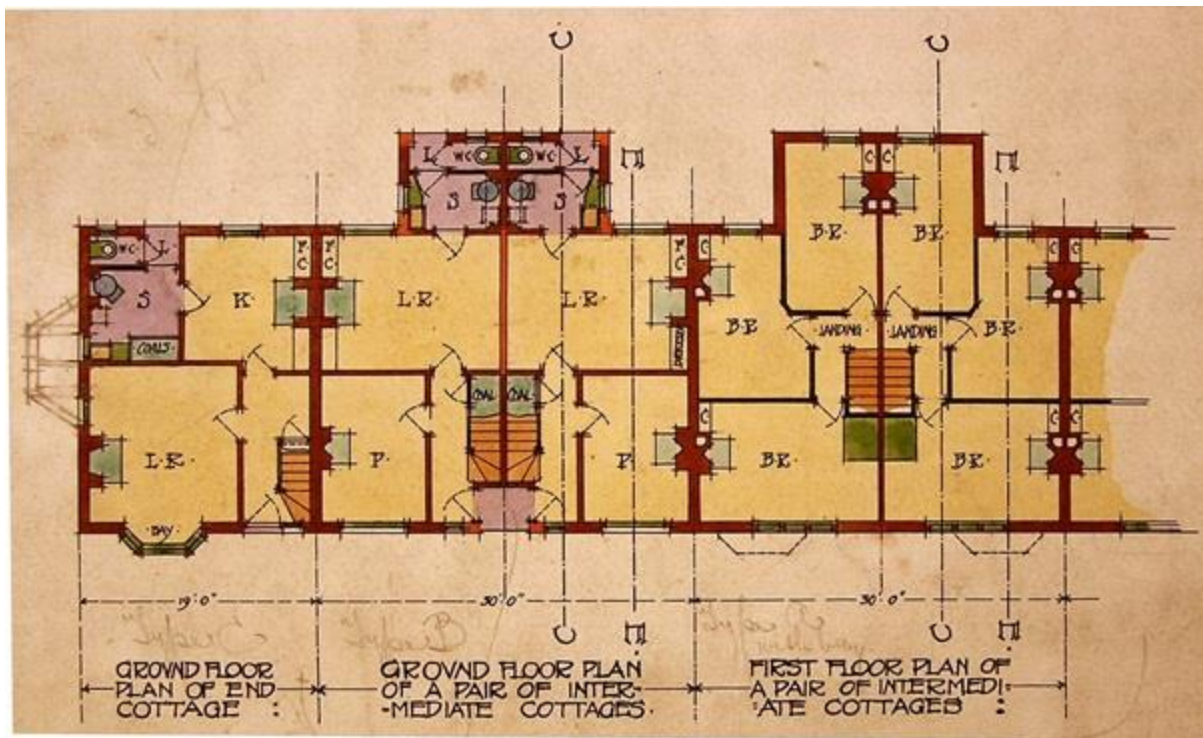 C C
L WC WC L
S S
C C
B·R· B·R·
WC L
S
K·
F C
F C
L·R· L·R·
F C
C
C C
B·R
LANDING LANDING
B·R·
COALS
DRESSER
COAL COAL
L·R·
P·
P·
C
B·R·
B·R·
C C
·BAY·
19'·0" 30'·0" 30'·0"
C C
GROVND FLOOR
PLAN OF END
COTTAGE :
GROVND FLOOR PLAN
OF A PAIR OF INTER-
-MEDIATE COTTAGES·
FIRST FLOOR PLAN OF
A PAIR OF INTERMEDI:
:ATE COTTAGES :